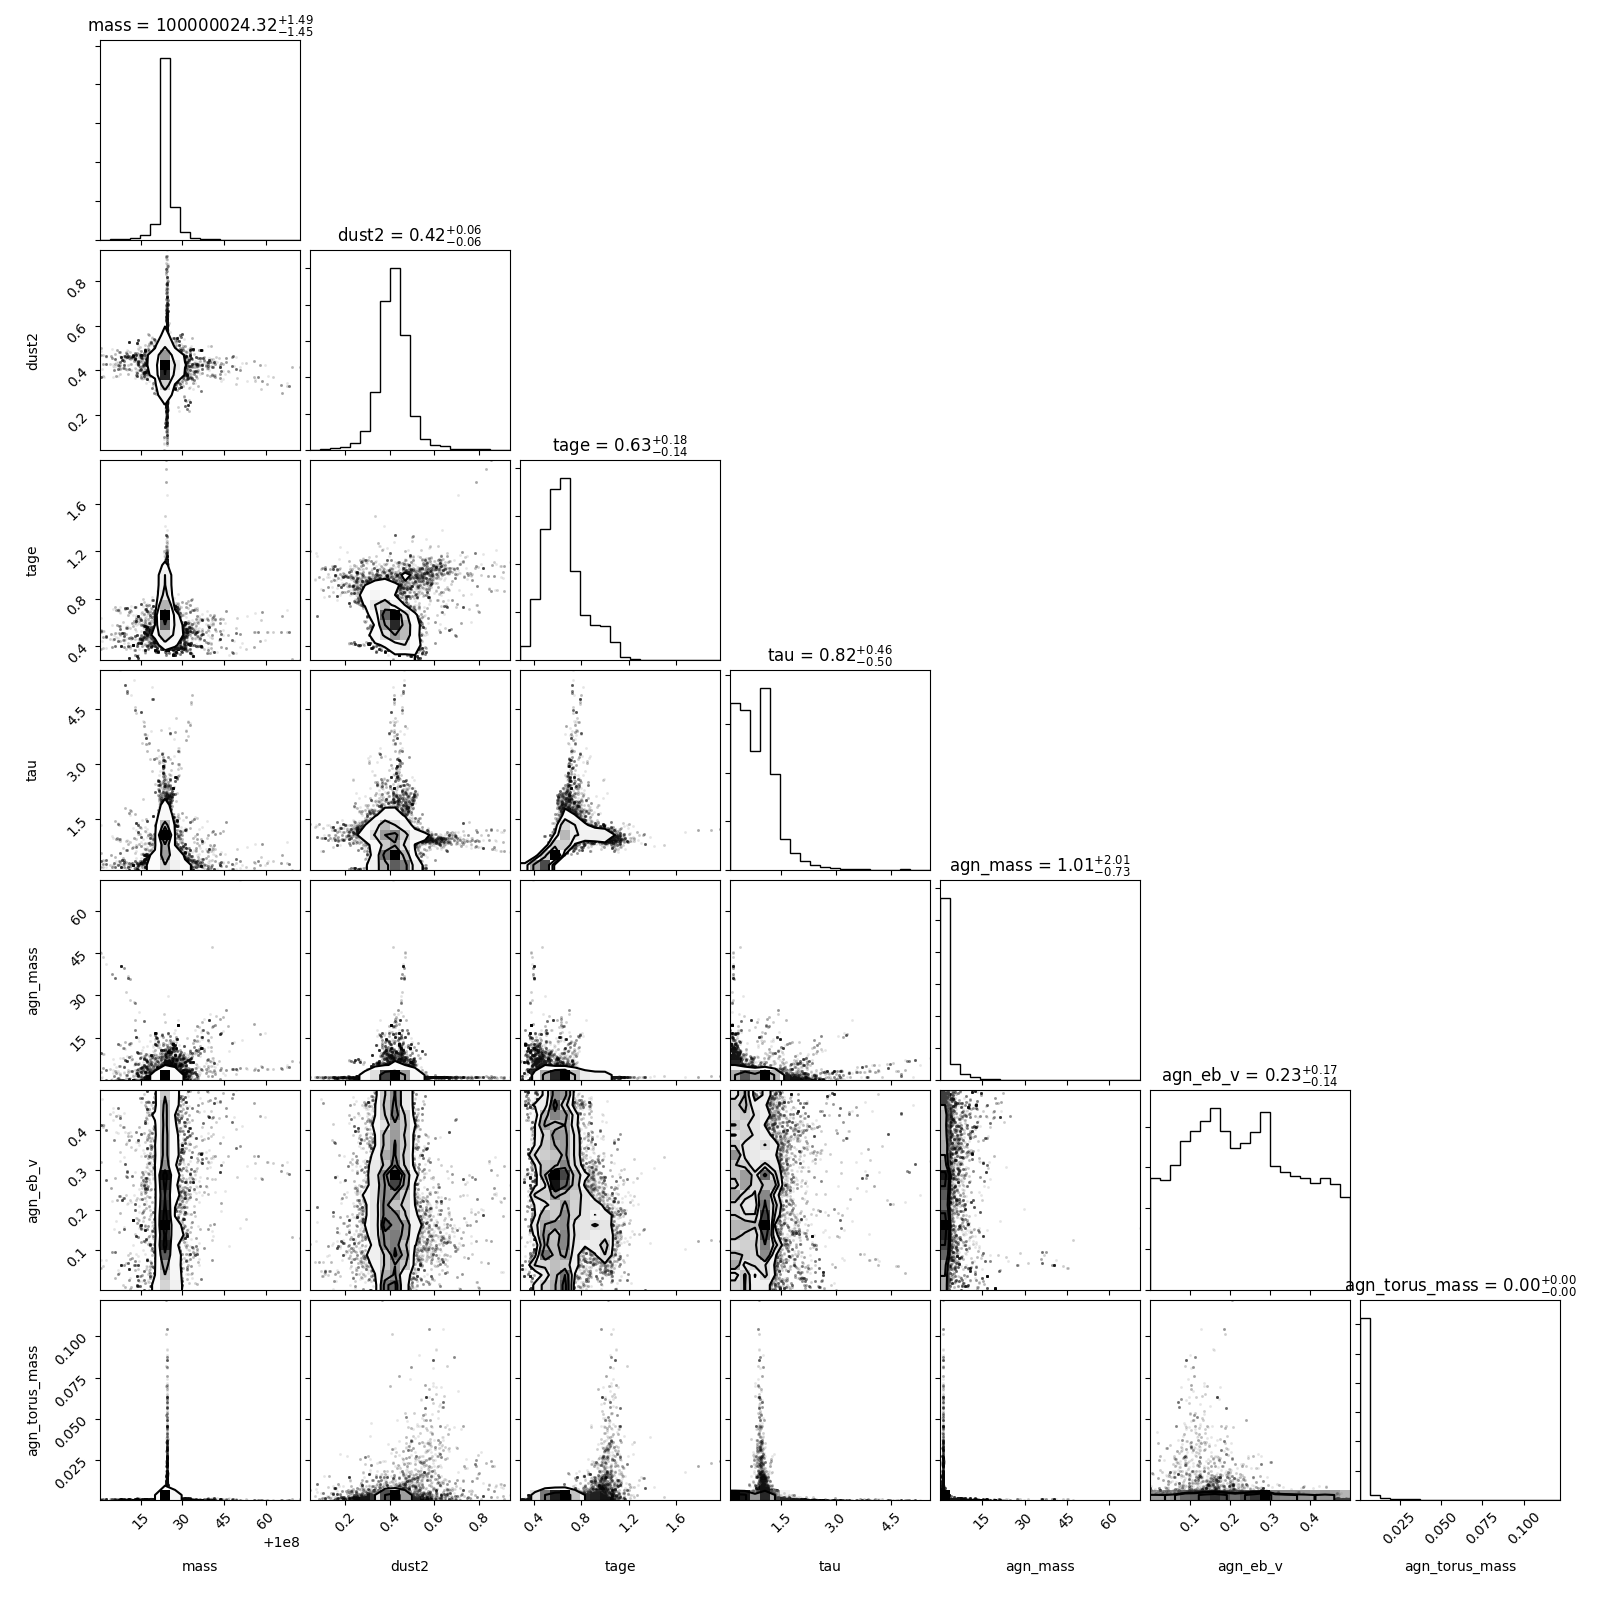 mass = 100000024.32+1.49 −1.45
dust2 = 0.42+0.06 −0.06
0.8
0.6
0.4
0.2
dust2
tage = 0.63+0.18 −0.14
1.6
1.2
0.8
0.4
tage
tau = 0.82+0.46 −0.50
4.5
3.0
1.5
tau
agn_mass = 1.01+2.01 −0.73
60
45
30
15
agn_mass
agn_eb_v = 0.23+0.17 −0.14
0.4
0.3
0.2
0.1
agn_eb_v
agn_torus_mass = 0.00+0.00 −0.00
0.100
0.075
0.050
0.025
agn_torus_mass
15 30 45 60 0.2 0.4 0.6 0.8 0.4 0.8 1.2 1.6 1.5 3.0 4.5 15 30 45 60 0.1 0.2 0.3 0.4 0.025 0.050 0.075 0.100
+1e8
mass dust2 tage tau agn_mass agn_eb_v agn_torus_mass